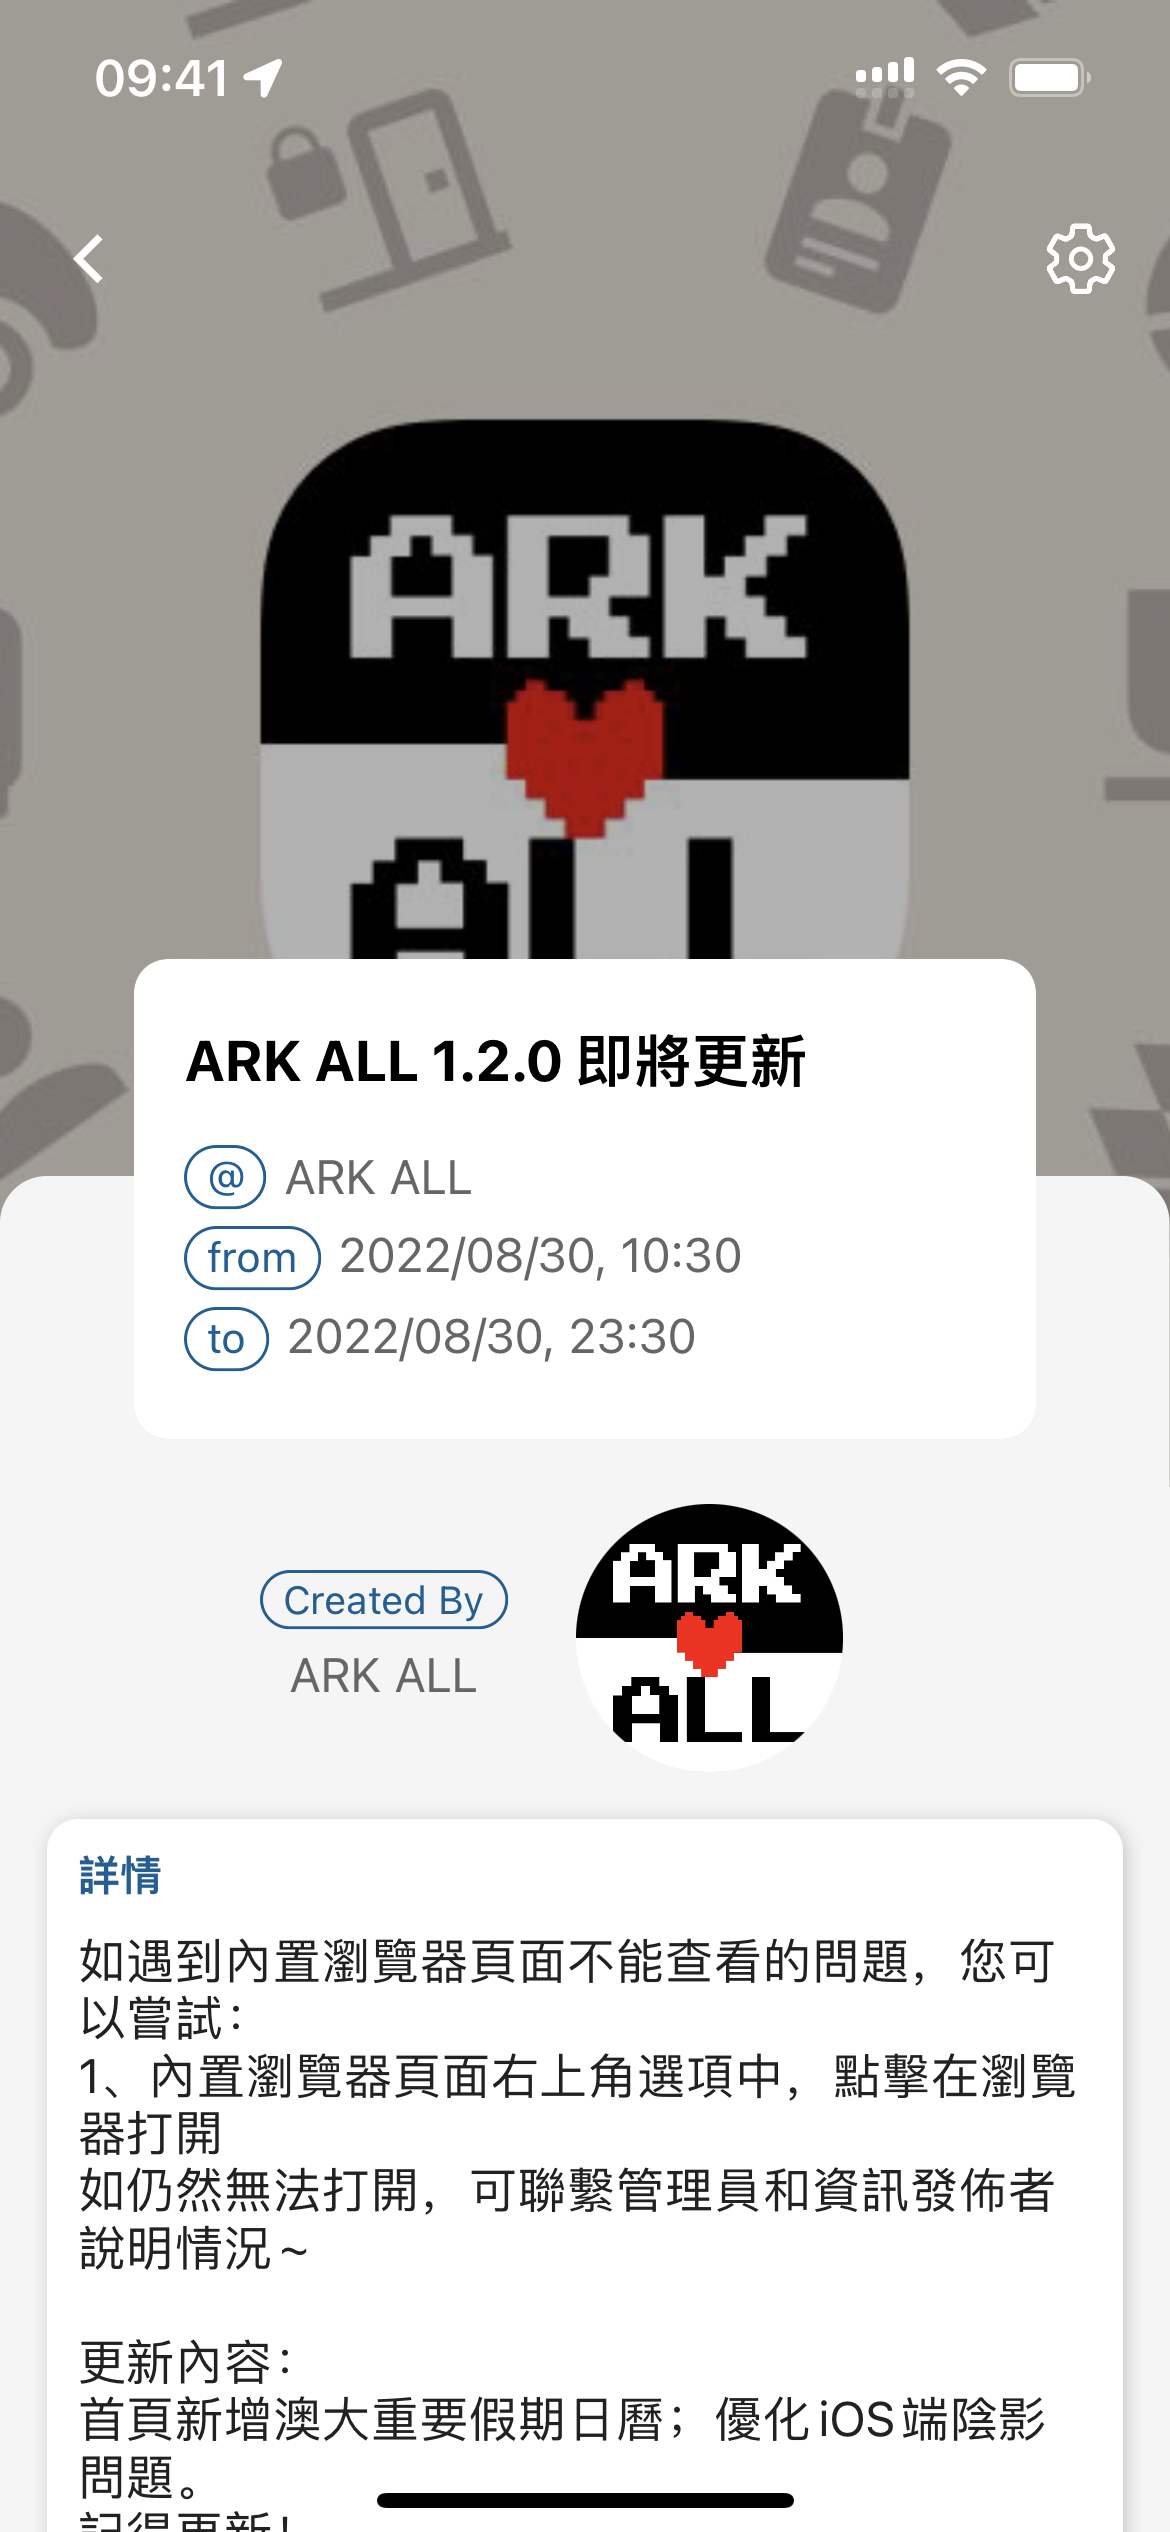 09:41
ARK
ALL
ARK ALL 1.2.0 即將更新
@ ARK ALL
from 2022/08/30, 10:30
to 2022/08/30, 23:30
Created By
ARK ALL
ARK
ALL
詳情
如遇到內置瀏覽器頁面不能查看的問題，您可
以嘗試：
1、內置瀏覽器頁面右上角選項中，點擊在瀏覽
器打開
如仍然無法打開，可聯繫管理員和資訊發佈者
說明情況~
更新內容：
首頁新增澳大重要假期日曆；優化iOS端陰影
問題。
記得更新！